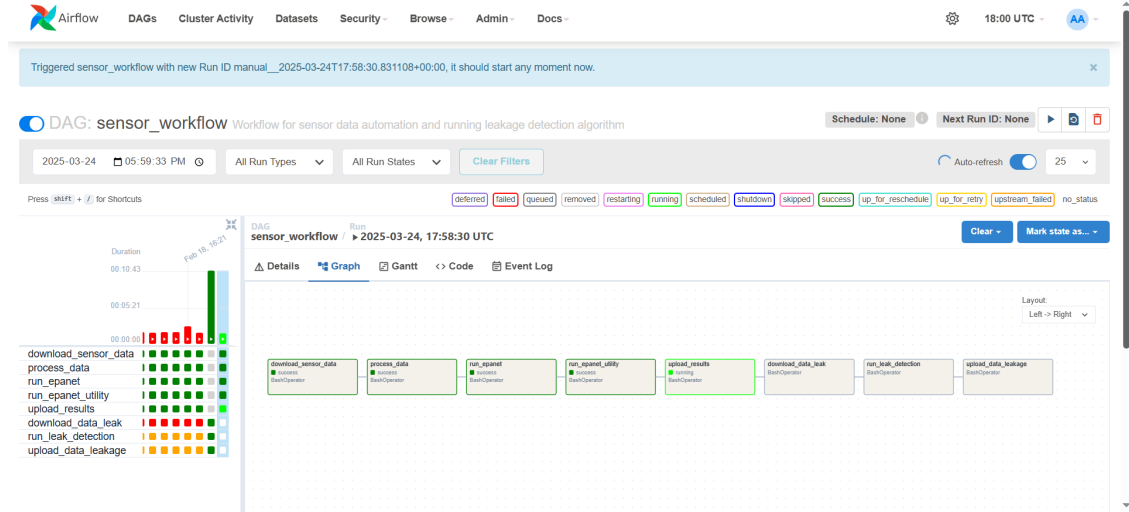 Airflow DAGs Cluster Activity Datasets Security Browse Admin Docs 18:00 UTC AA
Triggered sensor_workflow with new Run ID manual__2025-03-24T17:58:30.831108+00:00, it should start any moment now. ×
DAG: sensor_workflow Workflow for sensor data automation and running leakage detection algorithm Schedule: None Next Run ID: None
2025-03-24 05:59:33 PM All Run Types All Run States Clear Filters Auto-refresh 25
Press shift + / for Shortcuts deferred failed queued removed restarting running scheduled shutdown skipped success up_for_reschedule up_for_retry upstream_failed no_status
DAG Run
sensor_workflow / 2025-03-24, 17:58:30 UTC Clear Mark state as...
Feb 18, 16:21
Duration
00:10:43
00:05:21
00:00:00
Details Graph Gantt <> Code Event Log
Layout:
Left -> Right
download_sensor_data
process_data
run_epanet
run_epanet_utility
upload_results
download_data_leak
run_leak_detection
upload_data_leakage
download_sensor_data process_data run_epanet run_epanet_utility upload_results download_data_leak run_leak_detection upload_data_leakage
success success success success running BashOperator BashOperator BashOperator
BashOperator BashOperator BashOperator BashOperator BashOperator